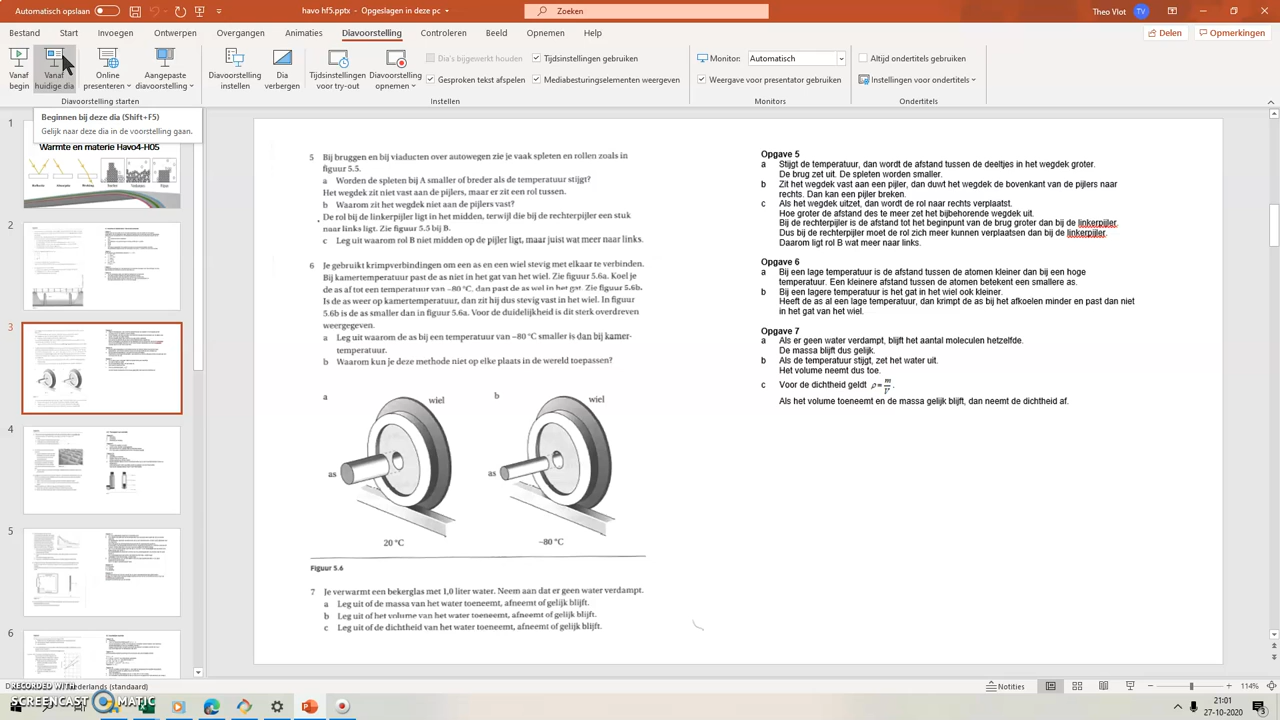 Automatisch opslaan
havo hf5.pptx - Opgeslagen in deze pc
Zoeken
Theo Vlot
Bestand
Start
Invoegen
Ontwerpen
Overgangen
Animaties
Diavoorstelling
Controleren
Beeld
Opnemen
Help
Delen
Opmerkingen
Vanaf begin
Vanaf huidige dia
Online presenteren
Aangepaste diavoorstelling
Diavoorstelling instellen
Dia verbergen
Tijdsinstellingen voor try-out
Diavoorstelling opnemen
Dia's bijgewerkt houden
Gesproken tekst afspelen
Tijdsinstellingen gebruiken
Mediabesturingselementen weergeven
Monitor:
Automatisch
Weergave voor presentator gebruiken
Altijd ondertitels gebruiken
Instellingen voor ondertitels
Diavoorstelling starten
Instellen
Monitors
Ondertitels
Beginnen bij deze dia (Shift+F5)
Gelijk naar deze dia in de voorstelling gaan.
1
Warmte en materie Havo4-H05
2
3
4
5
6
5 Bij bruggen en bij viaducten over autowegen zie je vaak spleten en rollen zoals in
figuur 5.5.
a Worden de spleten bij A smaller of breder als de temperatuur stijgt?
Het wegdek zit niet vast aan de pijlers, maar er zit een rol tussen.
b Waarom zit het wegdek niet aan de pijlers vast?
De rol bij de linkerpijler ligt in het midden, terwijl die bij de rechterpijler een stuk
naar links ligt. Zie figuur 5.5 bij B.
c Leg uit waarom rol B niet midden op de pijler ligt, maar juist wat meer naar links.
6 Je gebruikt krimpverbindingen om een as en een wiel stevig met elkaar te verbinden.
Bij kamertemperatuur past de as niet in het gat van het wiel. Zie figuur 5.6a. Koel je
de as af tot een temperatuur van −80 °C, dan past de as wel in het gat. Zie figuur 5.6b.
Is de as weer op kamertemperatuur, dan zit hij dus stevig vast in het wiel. In figuur
5.6b is de as smaller dan in figuur 5.6a. Voor de duidelijkheid is dit sterk overdreven
weergegeven.
a Leg uit waarom de as bij een temperatuur van −80 °C smaller is dan bij kamer-
temperatuur.
b Waarom kun je deze methode niet op elke plaats in de wereld toepassen?
a
wiel
as
20 °C
b
wiel
as
−80 °C
Figuur 5.6
7 Je verwarmt een bekerglas met 1,0 liter water. Neem aan dat er geen water verdampt.
a Leg uit of de massa van het water toeneemt, afneemt of gelijk blijft.
b Leg uit of het volume van het water toeneemt, afneemt of gelijk blijft.
c Leg uit of de dichtheid van het water toeneemt, afneemt of gelijk blijft.
Opgave 5
a Stijgt de temperatuur, dan wordt de afstand tussen de deeltjes in het wegdek groter.
De brug zet uit. De spleten worden smaller.
b Zit het wegdek vast aan een pijler, dan duwt het wegdek de bovenkant van de pijlers naar
rechts. Dan kan een pijler breken.
c Als het wegdek uitzet, dan wordt de rol naar rechts verplaatst.
Hoe groter de afstand des te meer zet het bijbehorende wegdek uit.
Bij de rechterpijler is de afstand tot het beginpunt van de brug groter dan bij de linkerpijler.
Dus bij de rechterpijler moet de rol zich meer kunnen verplaatsten dan bij de linkerpijler.
Daarom ligt rol B wat meer naar links.
Opgave 6
a Bij een lage temperatuur is de afstand tussen de atomen kleiner dan bij een hoge
temperatuur. Een kleinere afstand tussen de atomen betekent een smallere as.
b Bij een lagere temperatuur is het gat in het wiel ook kleiner.
Heeft de as al een lage temperatuur, dan krimpt de as bij het afkoelen minder en past dan niet
in het gat van het wiel.
Opgave 7
a Als er geen water verdampt, blijft het aantal moleculen hetzelfde.
De massa blijft dus gelijk.
b Als de temperatuur stijgt, zet het water uit.
Het volume neemt dus toe.
c Voor de dichtheid geldt ρ = m/V.
Als het volume toeneemt en de massa gelijk blijft, dan neemt de dichtheid af.
Nederlands (standaard)
Notities
114%
RECORDED WITH
SCREENCAST MATIC
21:01
27-10-2020
3